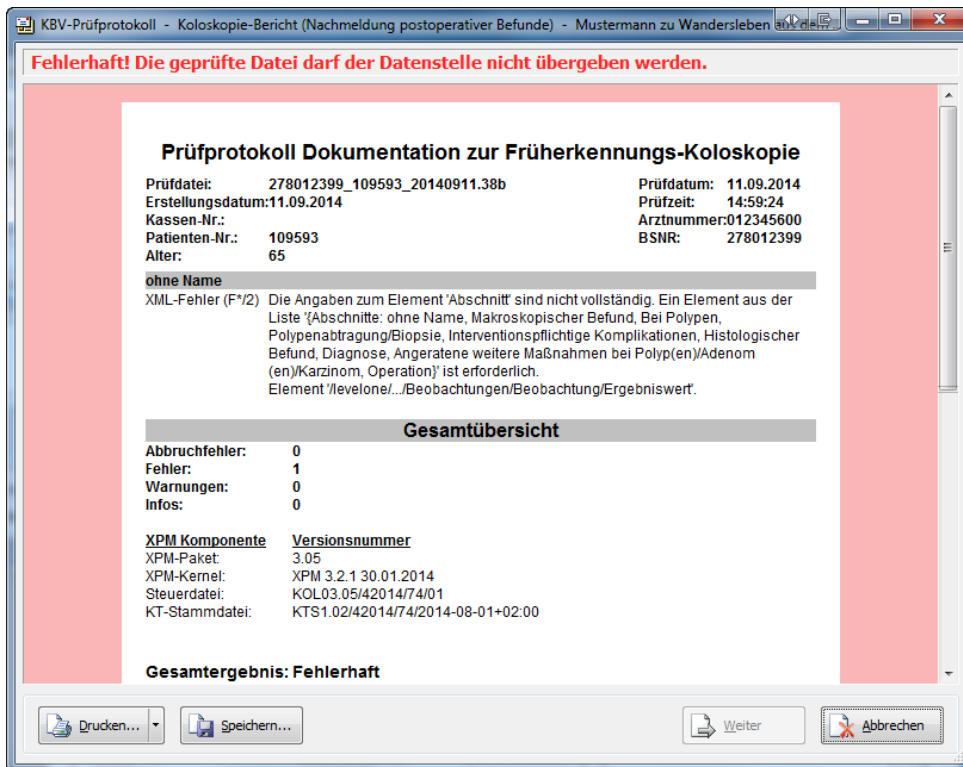 KBV-Prüfprotokoll - Koloskopie-Bericht (Nachmeldung postoperativer Befunde) - Mustermann zu Wandersleben aus dem...
Fehlerhaft! Die geprüfte Datei darf der Datenstelle nicht übergeben werden.
Prüfprotokoll Dokumentation zur Früherkennungs-Koloskopie
Prüfdatei: 278012399_109593_20140911.38b Prüfdatum: 11.09.2014
Erstellungsdatum:11.09.2014 Prüfzeit: 14:59:24
Kassen-Nr.: Arztnummer:012345600
Patienten-Nr.: 109593 BSNR: 278012399
Alter: 65
ohne Name
XML-Fehler (F*/2) Die Angaben zum Element 'Abschnitt' sind nicht vollständig. Ein Element aus der
Liste '{Abschnitte: ohne Name, Makroskopischer Befund, Bei Polypen,
Polypenabtragung/Biopsie, Interventionspflichtige Komplikationen, Histologischer
Befund, Diagnose, Angeratene weitere Maßnahmen bei Polyp(en)/Adenom
(en)/Karzinom, Operation}' ist erforderlich.
Element '/levelone/.../Beobachtungen/Beobachtung/Ergebniswert'.
Gesamtübersicht
Abbruchfehler: 0
Fehler: 1
Warnungen: 0
Infos: 0
XPM Komponente Versionsnummer
XPM-Paket: 3.05
XPM-Kernel: XPM 3.2.1 30.01.2014
Steuerdatei: KOL03.05/42014/74/01
KT-Stammdatei: KTS1.02/42014/74/2014-08-01+02:00
Gesamtergebnis: Fehlerhaft
Drucken... Speichern... Weiter Abbrechen